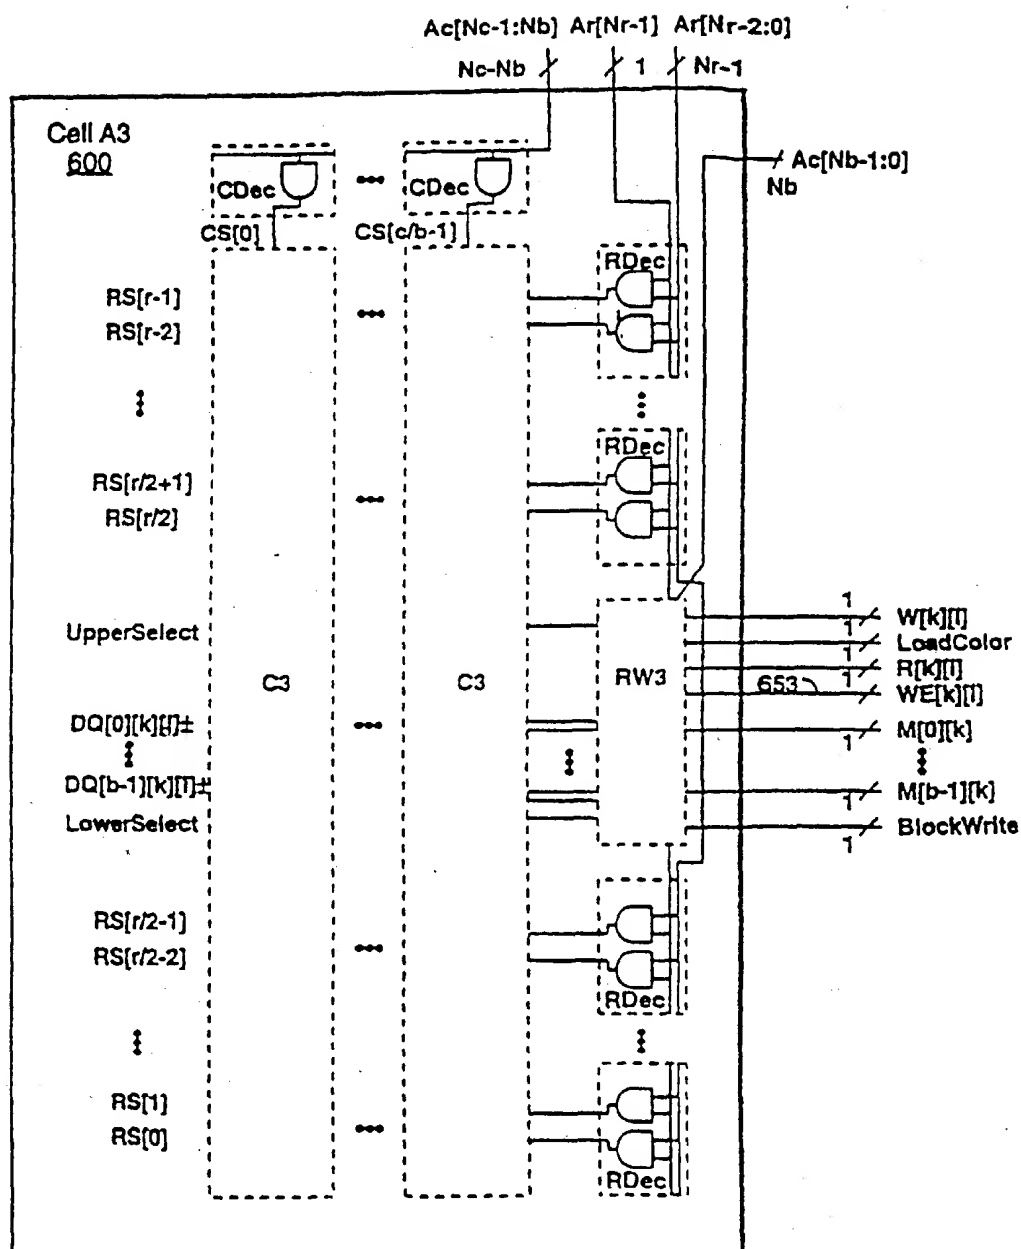 Ac[Nc-1:Nb] Ar[Nr-1] Ar[Nr-2:0]
Nc-Nb 1 Nr-1
Cell A3
600
Ac[Nb-1:0]
Nb
CDec CDec
CS[0] CS[c/b-1]
RDec
RS[r-1]
RS[r-2]
RDec
RS[r/2+1]
RS[r/2]
1 W[k][l]
UpperSelect
1 LoadColor
C3 C3 RW3
1 R[k][l]
653 1 WE[k][l]
DQ[0][k][l]±
1 M[0][k]
DQ[b-1][k][l]±
1 M[b-1][k]
LowerSelect
1 BlockWrite
RS[r/2-1]
RS[r/2-2]
RDec
RS[1]
RS[0]
RDec